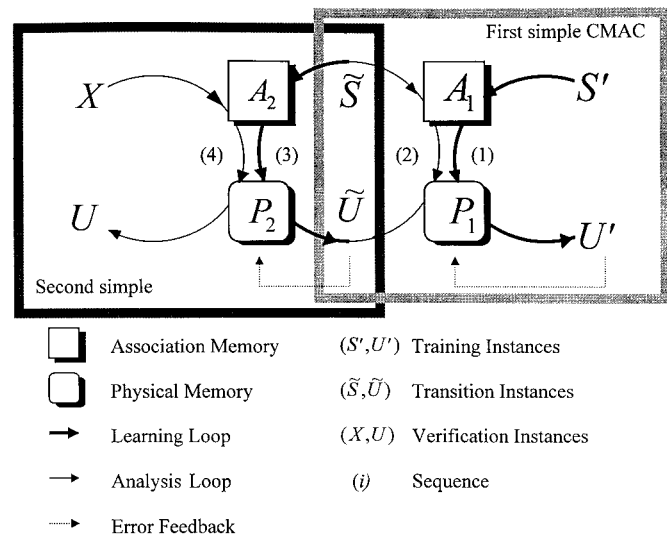 First simple CMAC
X A₂ S̃ A₁ S'
(4) (3) (2) (1)
U P₂ Ũ P₁ U'
Second simple
Association Memory (S',U') Training Instances
Physical Memory (S̃,Ũ) Transition Instances
Learning Loop (X,U) Verification Instances
Analysis Loop (i) Sequence
Error Feedback